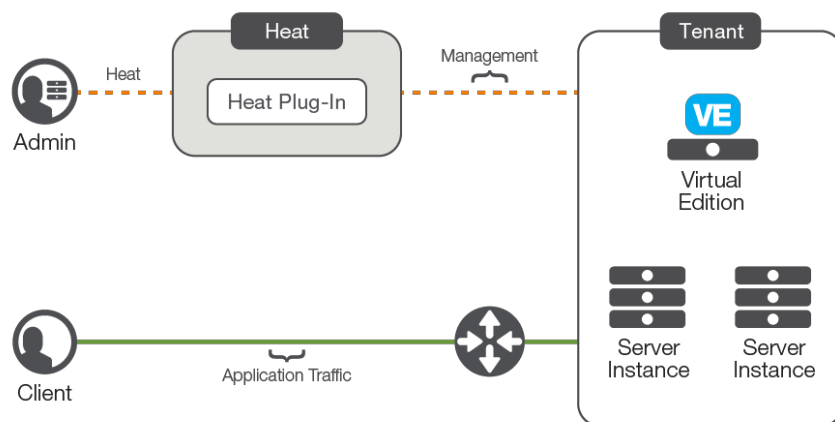 Heat
Tenant
Heat
Management
Heat Plug-In
Admin
VE
Virtual
Edition
Client
Application Traffic
Server
Instance
Server
Instance